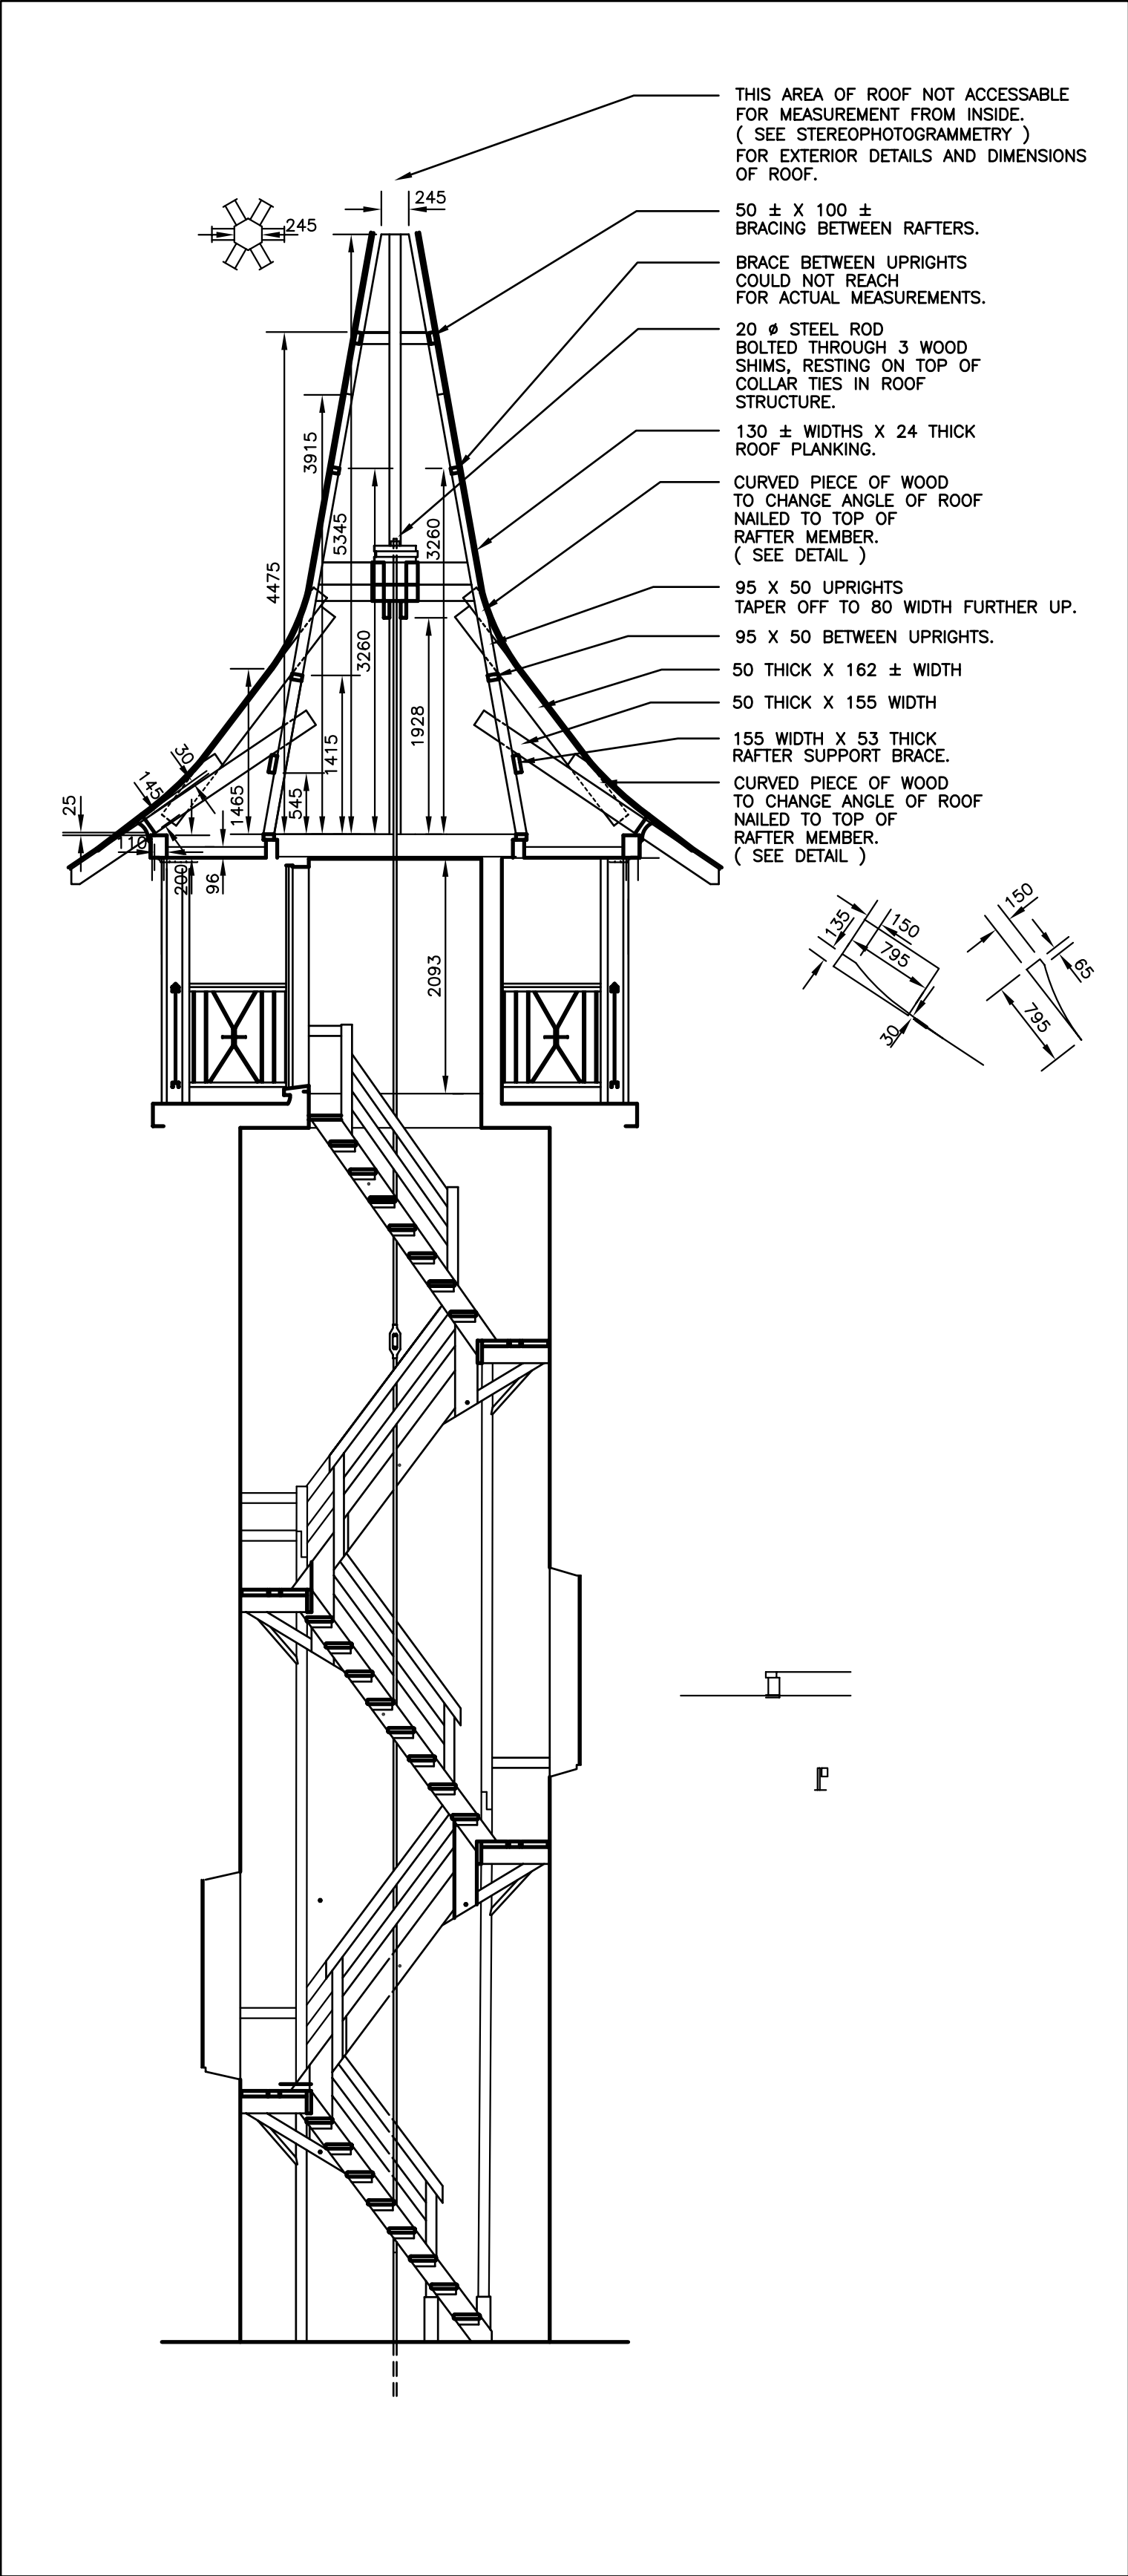 THIS AREA OF ROOF NOT ACCESSABLE
FOR MEASUREMENT FROM INSIDE.
( SEE STEREOPHOTOGRAMMETRY )
FOR EXTERIOR DETAILS AND DIMENSIONS
OF ROOF.
245
245
50 ± X 100 ±
BRACING BETWEEN RAFTERS.
BRACE BETWEEN UPRIGHTS
COULD NOT REACH
FOR ACTUAL MEASUREMENTS.
20 ø STEEL ROD
BOLTED THROUGH 3 WOOD
SHIMS, RESTING ON TOP OF
COLLAR TIES IN ROOF
STRUCTURE.
130 ± WIDTHS X 24 THICK
ROOF PLANKING.
CURVED PIECE OF WOOD
TO CHANGE ANGLE OF ROOF
NAILED TO TOP OF
RAFTER MEMBER.
( SEE DETAIL )
95 X 50 UPRIGHTS
TAPER OFF TO 80 WIDTH FURTHER UP.
95 X 50 BETWEEN UPRIGHTS.
50 THICK X 162 ± WIDTH
50 THICK X 155 WIDTH
155 WIDTH X 53 THICK
RAFTER SUPPORT BRACE.
CURVED PIECE OF WOOD
TO CHANGE ANGLE OF ROOF
NAILED TO TOP OF
RAFTER MEMBER.
( SEE DETAIL )
3915
5345
3260
4475
3260
1928
1415
1465
545
30
145
25
110
200
96
2093
135
150
795
30
150
65
795